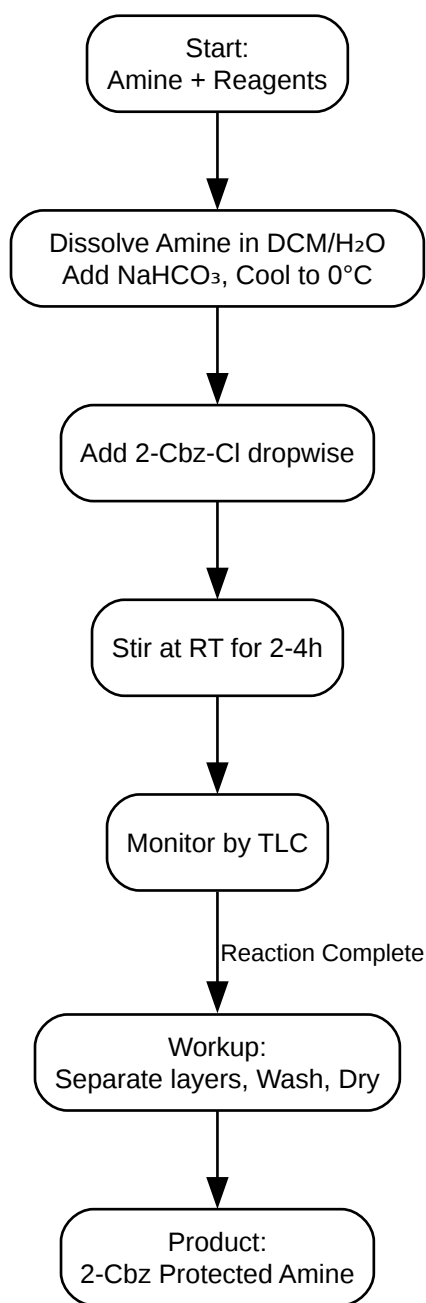 Start:
Amine + Reagents
Dissolve Amine in DCM/H₂O
Add NaHCO₃, Cool to 0°C
Add 2-Cbz-Cl dropwise
Stir at RT for 2-4h
Monitor by TLC
Reaction Complete
Workup:
Separate layers, Wash, Dry
Product:
2-Cbz Protected Amine